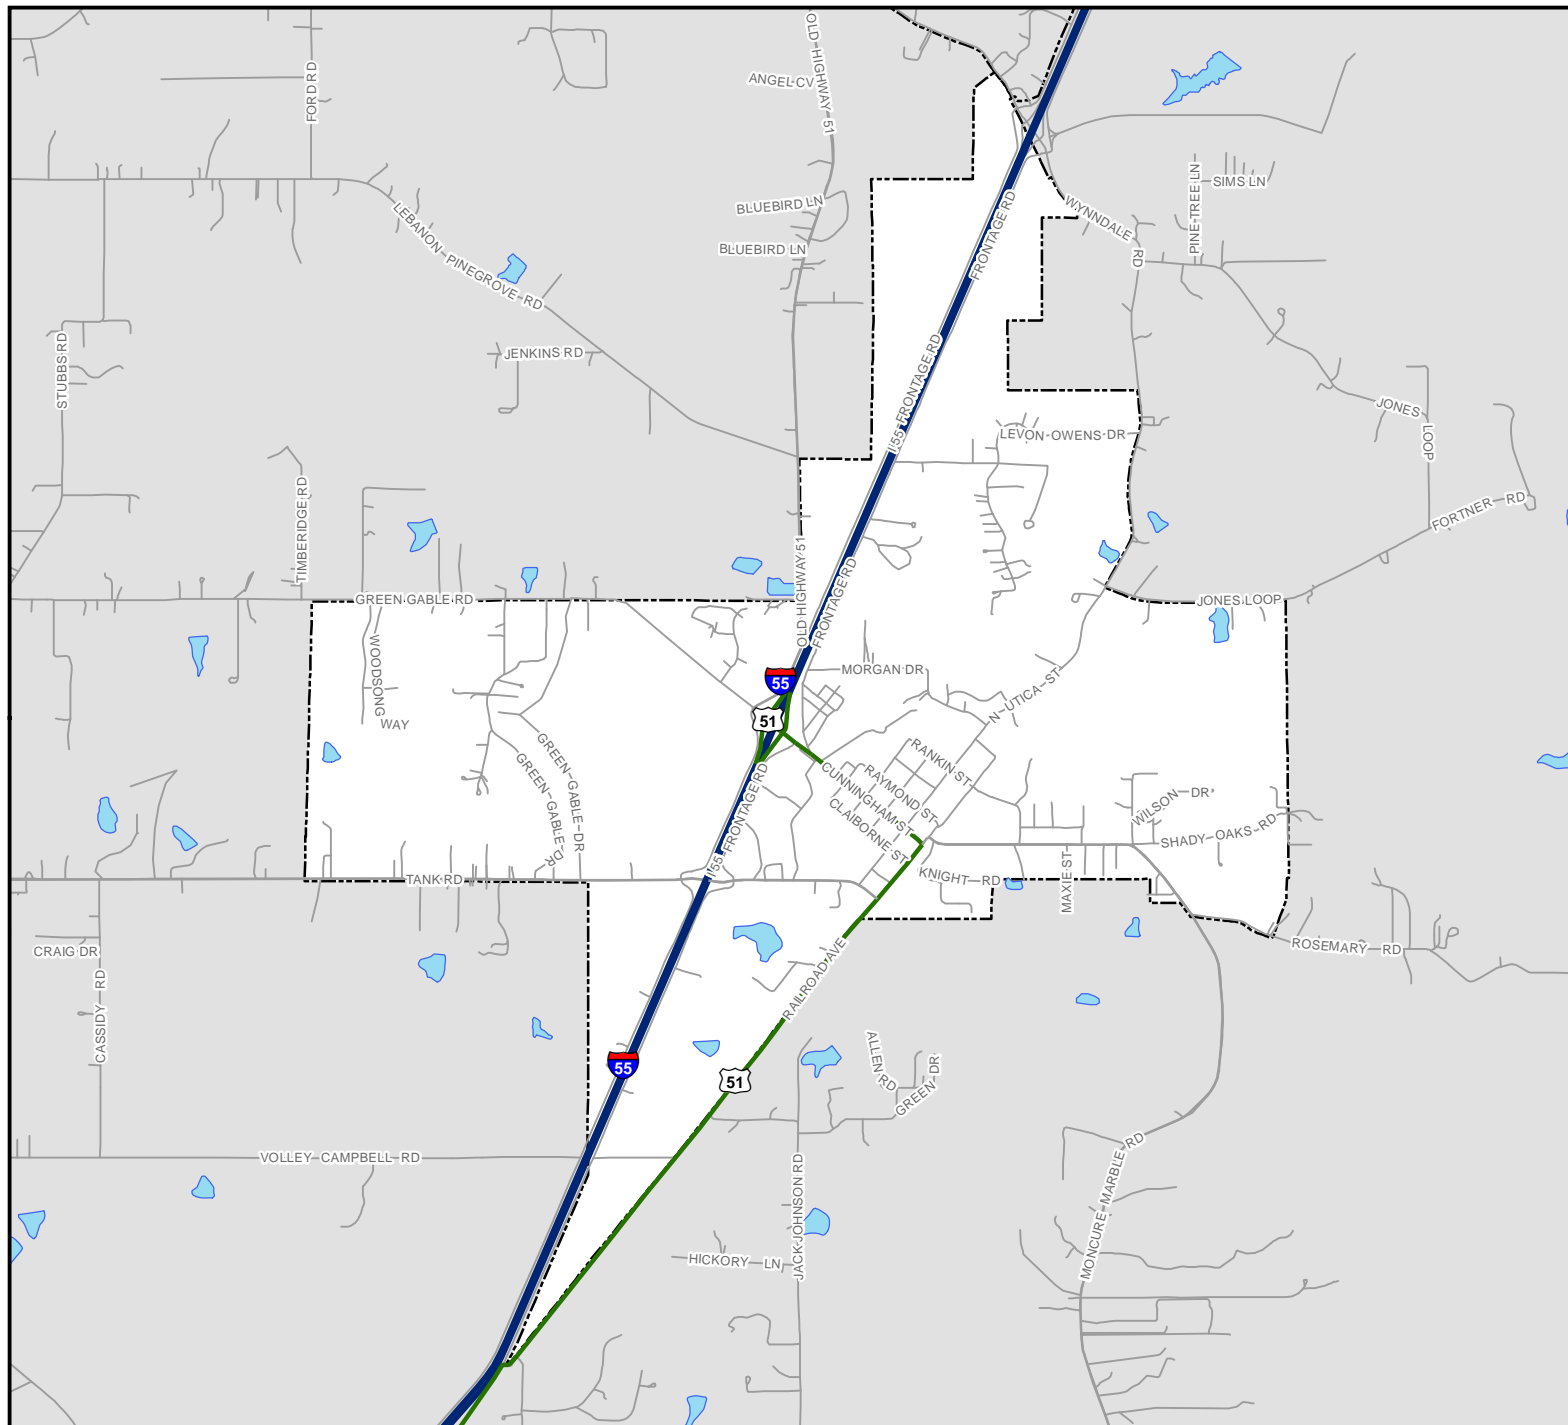 OLD HIGHWAY 51
FORD RD
ANGEL CV
PINE TREE LN
SIMS LN
BLUEBIRD LN
WYNNDALE RD
LEBANON PINEGROVE RD
FRONTAGE RD
BLUEBIRD LN
STUBBS RD
JENKINS RD
I 55 FRONTAGE RD
JONES LOOP
LEVON OWENS DR
TIMBERIDGE RD
FORTNER RD
OLD HIGHWAY 51
FRONTAGE RD
GREEN GABLE RD
JONES LOOP
WOODSONG WAY
MORGAN DR
55
N UTICA ST
51
GREEN GABLE DR
GREEN GABLE DR
RANKIN ST
RAYMOND ST
CUNNINGHAM ST
CLAIBORNE ST
I 55 FRONTAGE RD
WILSON DR
SHADY OAKS RD
TANK RD
KNIGHT RD
MAXIE ST
CRAIG DR
ROSEMARY RD
CASSIDY RD
RAILROAD AVE
55
51
ALLEN RD
GREEN DR
VOLLEY CAMPBELL RD
JACK JOHNSON RD
MONCURE MARBLE RD
HICKORY LN